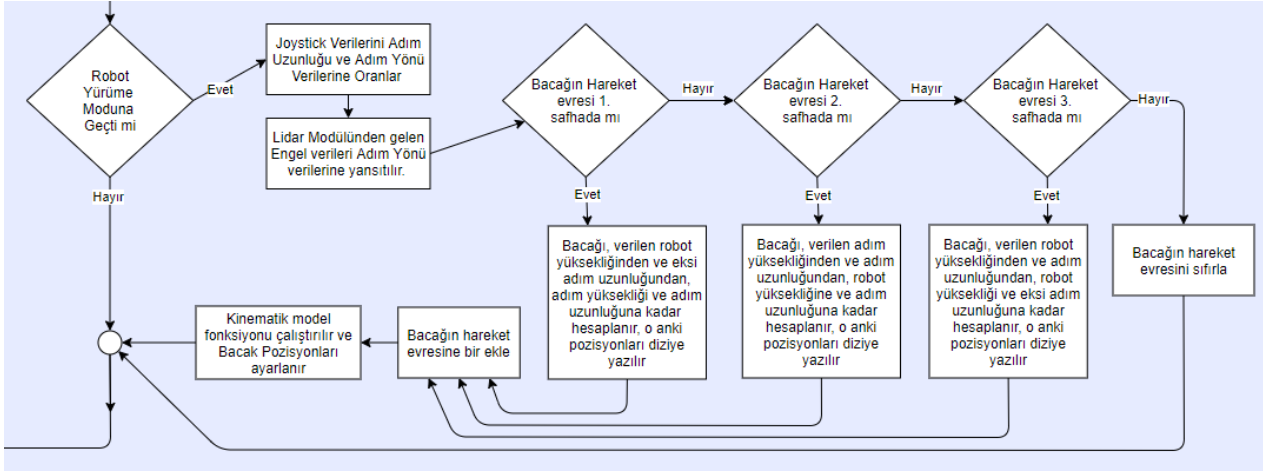 Robot
Yürüme
Moduna
Geçti mi
Evet
Hayır
Joystick Verilerini Adım
Uzunluğu ve Adım Yönü
Verilerine Oranlar
Lidar Modülünden gelen
Engel verileri Adım Yönü
verilerine yansıtılır.
Bacağın Hareket
evresi 1.
safhada mı
Hayır
Evet
Bacağın Hareket
evresi 2.
safhada mı
Hayır
Evet
Bacağın Hareket
evresi 3.
safhada mı
Hayır
Evet
Bacağı, verilen robot
yüksekliğinden ve eksi
adım uzunluğundan,
adım yüksekliği ve adım
uzunluğuna kadar
hesaplanır, o anki
pozisyonları diziye
yazılır
Bacağı, verilen adım
yüksekliğinden ve adım
uzunluğundan, robot
yüksekliğine ve adım
uzunluğuna kadar
hesaplanır, o anki
pozisyonları diziye
yazılır
Bacağı, verilen robot
yüksekliğinden ve adım
uzunluğundan, robot
yüksekliği ve eksi adım
uzunluğuna kadar
hesaplanır, o anki
pozisyonları diziye
yazılır
Bacağın hareket
evresini sıfırla
Kinematik model
fonksiyonu çalıştırılır ve
Bacak Pozisyonları
ayarlanır
Bacağın hareket
evresine bir ekle